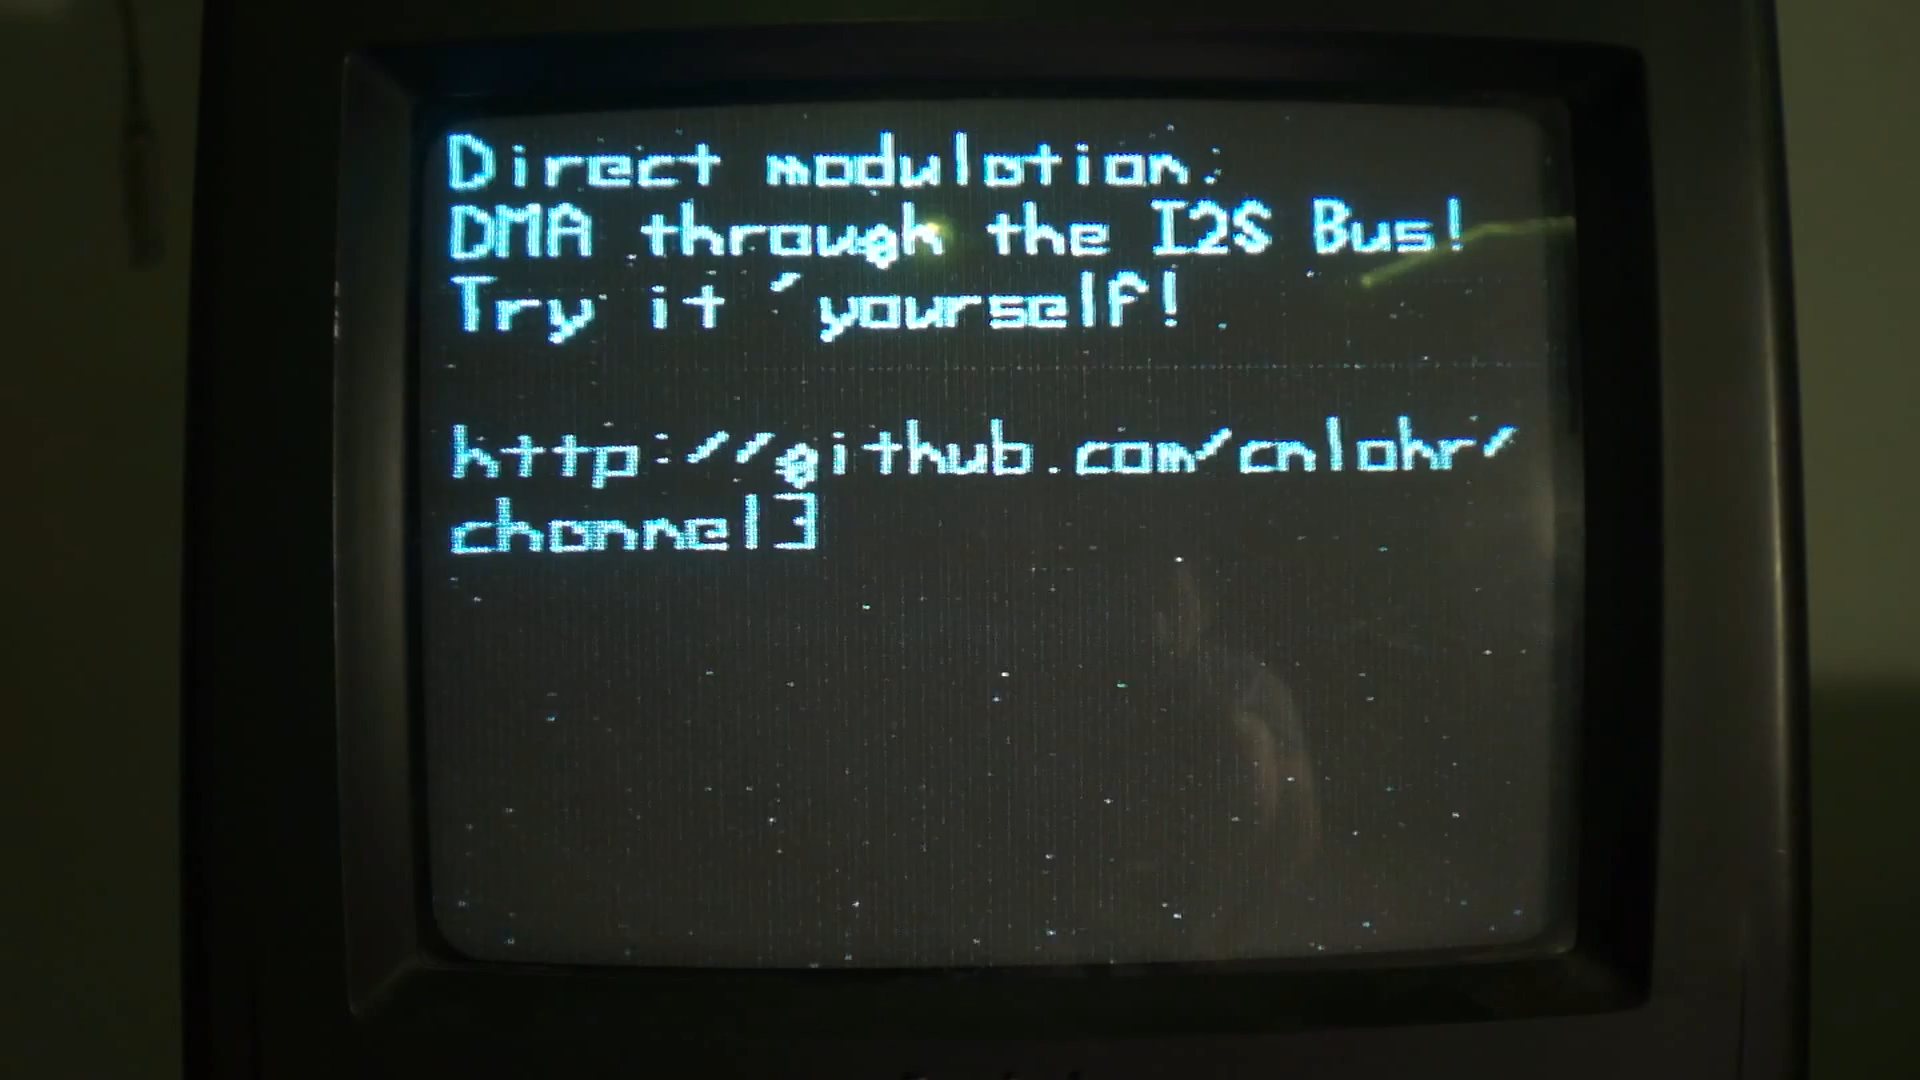 Direct modulation.
DMA through the I2S Bus!
Try it yourself!
http://github.com/cnlohr/
channel3